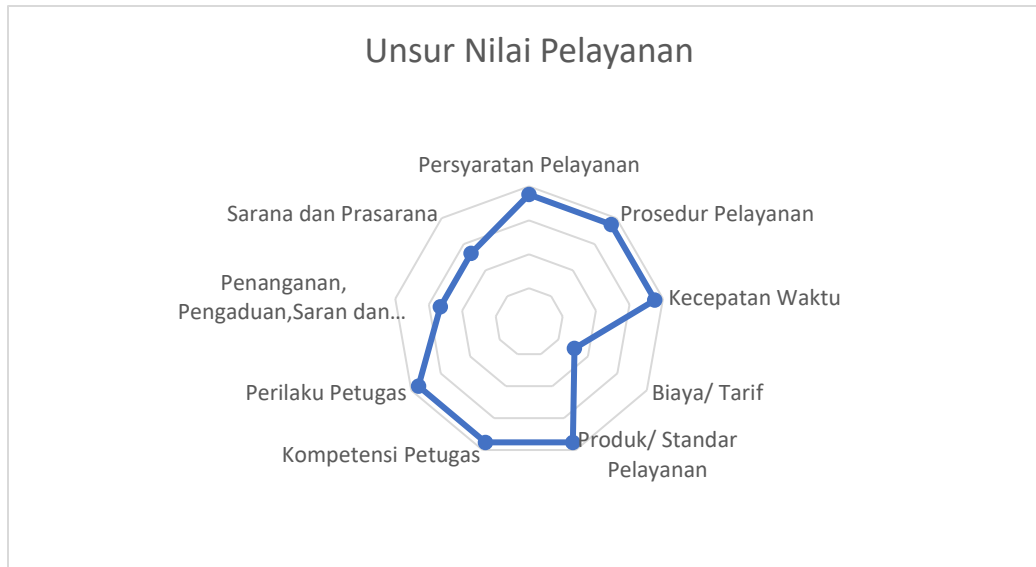 Unsur Nilai Pelayanan
Persyaratan Pelayanan
Prosedur Pelayanan
Kecepatan Waktu
Biaya/ Tarif
Produk/ Standar
Pelayanan
Kompetensi Petugas
Perilaku Petugas
Penanganan,
Pengaduan,Saran dan...
Sarana dan Prasarana